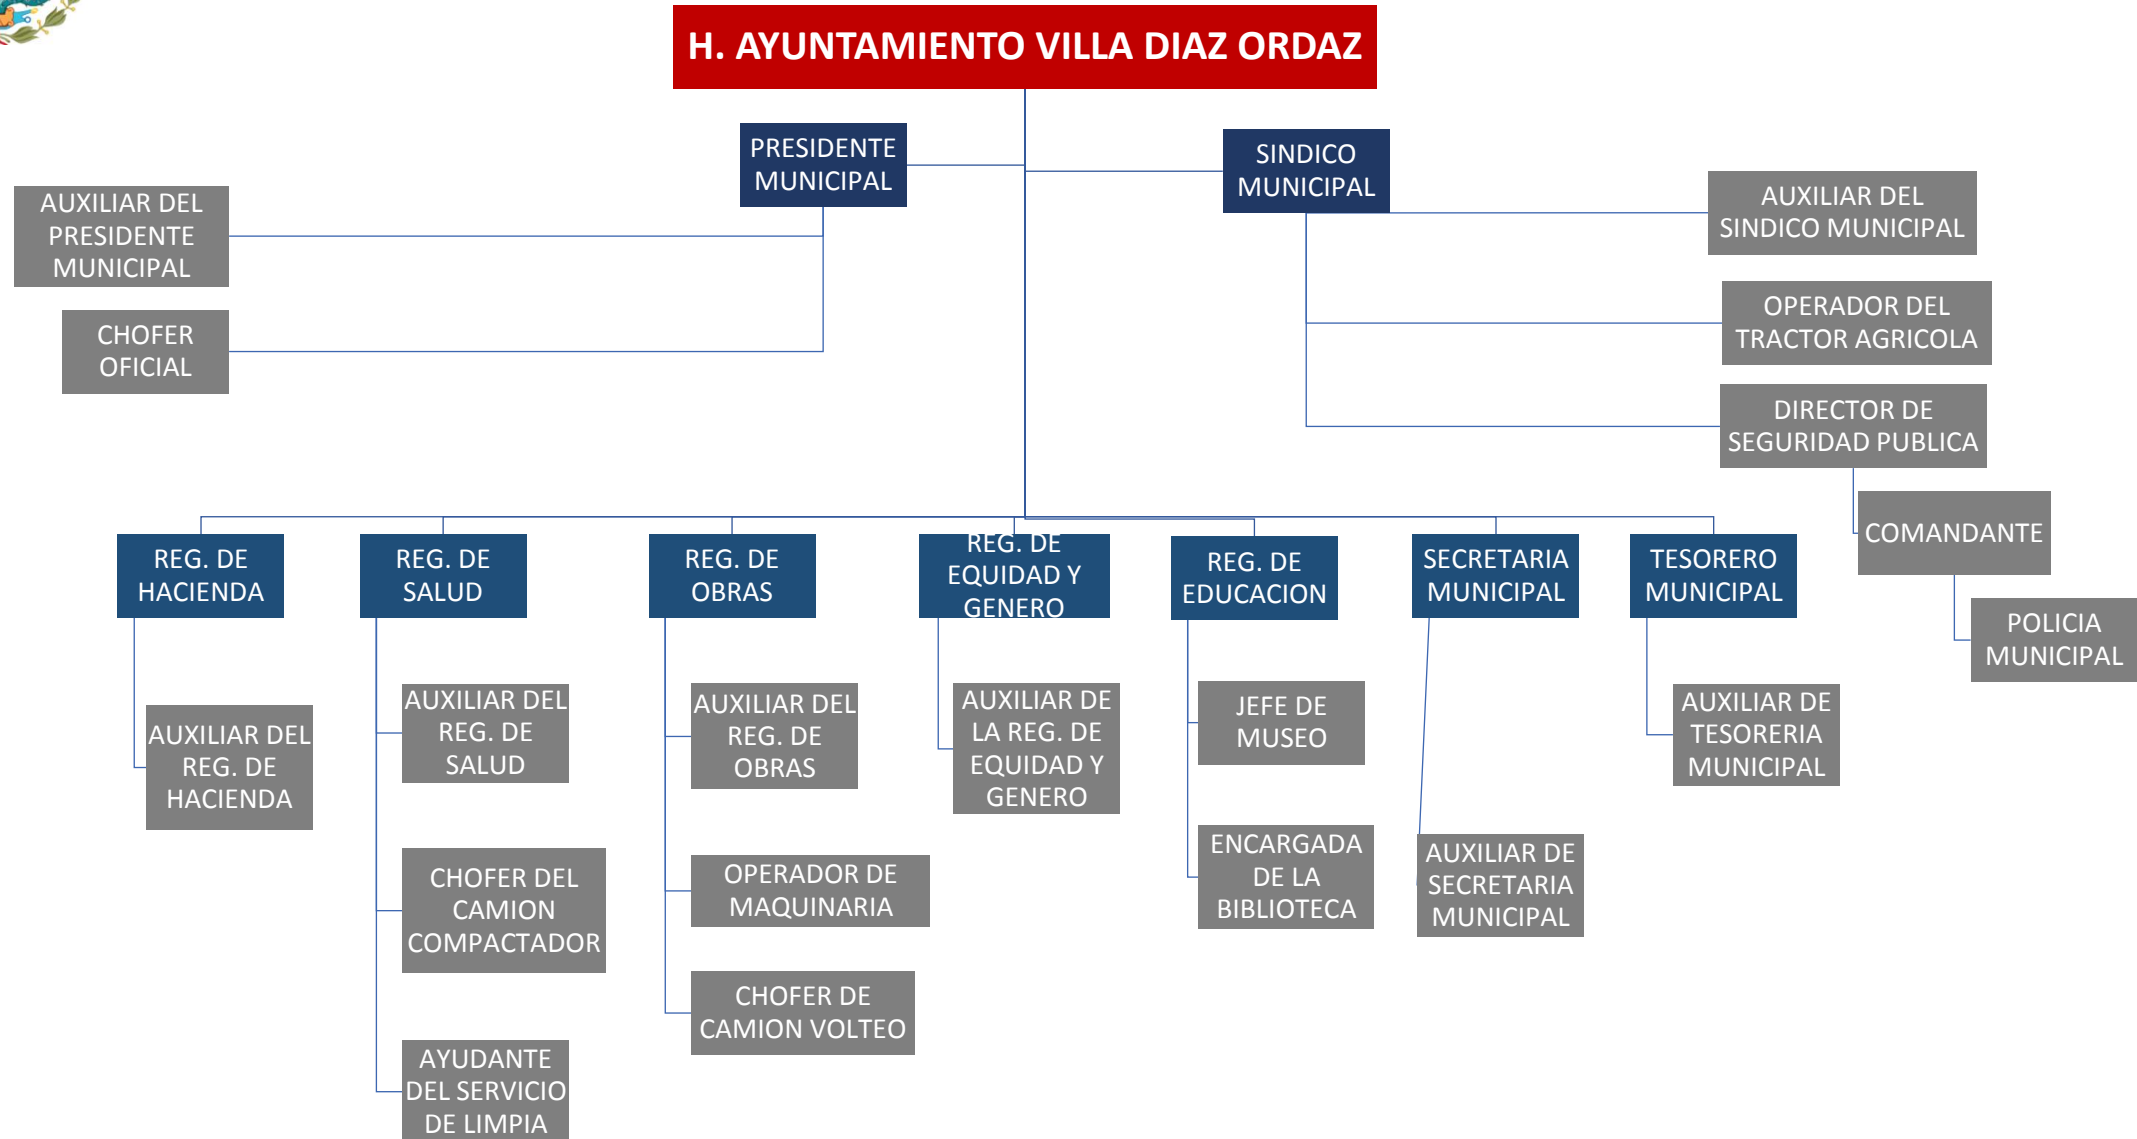 H. AYUNTAMIENTO VILLA DIAZ ORDAZ
PRESIDENTE
MUNICIPAL
SINDICO
MUNICIPAL
AUXILIAR DEL
PRESIDENTE
MUNICIPAL
CHOFER
OFICIAL
AUXILIAR DEL
SINDICO MUNICIPAL
OPERADOR DEL
TRACTOR AGRICOLA
DIRECTOR DE
SEGURIDAD PUBLICA
COMANDANTE
POLICIA
MUNICIPAL
REG. DE
HACIENDA
REG. DE
SALUD
REG. DE
OBRAS
REG. DE
EQUIDAD Y
GENERO
REG. DE
EDUCACION
SECRETARIA
MUNICIPAL
TESORERO
MUNICIPAL
AUXILIAR DEL
REG. DE
HACIENDA
AUXILIAR DEL
REG. DE
SALUD
CHOFER DEL
CAMION
COMPACTADOR
AYUDANTE
DEL SERVICIO
DE LIMPIA
AUXILIAR DEL
REG. DE
OBRAS
OPERADOR DE
MAQUINARIA
CHOFER DE
CAMION VOLTEO
AUXILIAR DE
LA REG. DE
EQUIDAD Y
GENERO
JEFE DE
MUSEO
ENCARGADA
DE LA
BIBLIOTECA
AUXILIAR DE
SECRETARIA
MUNICIPAL
AUXILIAR DE
TESORERIA
MUNICIPAL